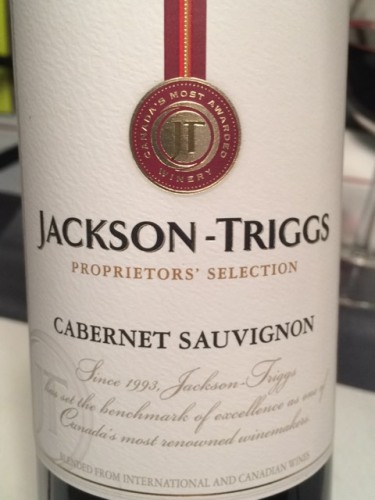 CANADA'S MOST AWARDED
JT
WINERY
JACKSON-TRIGGS
PROPRIETORS' SELECTION
CABERNET SAUVIGNON
Since 1993, Jackson-Triggs
has set the benchmark of excellence as one of
Canada's most renowned winemakers.
BLENDED FROM INTERNATIONAL AND CANADIAN WINES